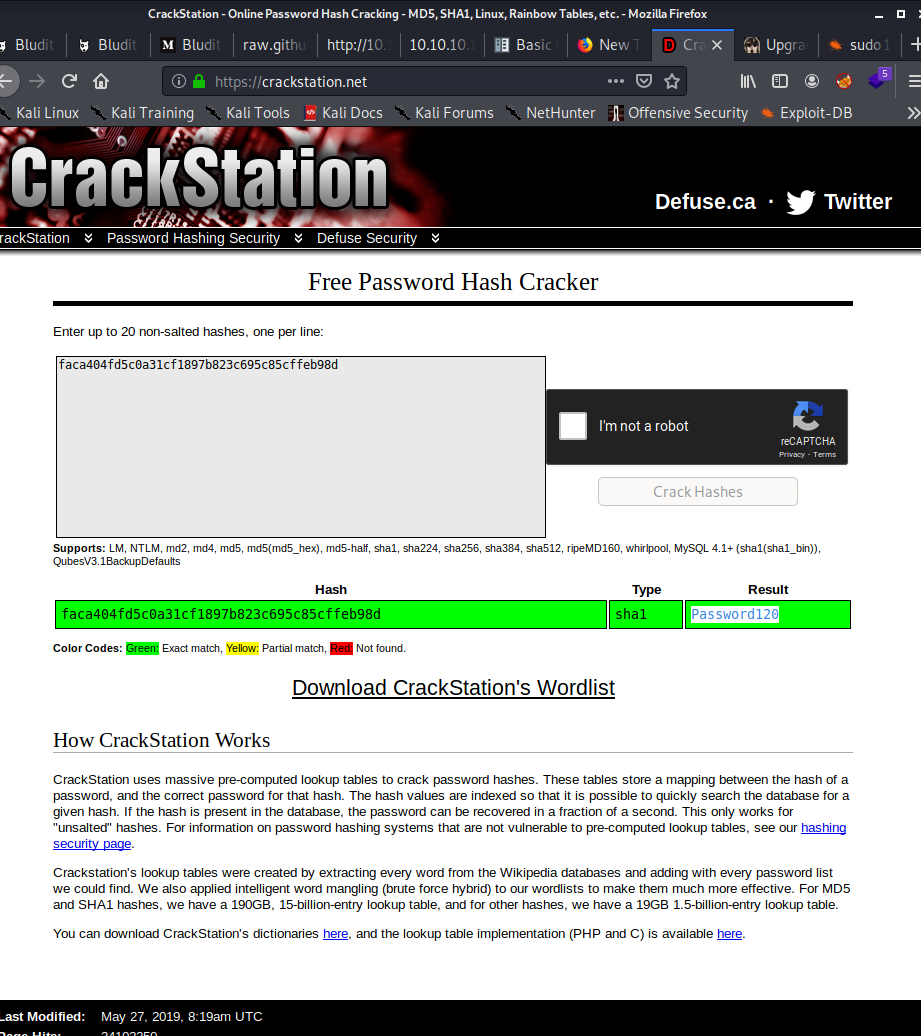 CrackStation - Online Password Hash Cracking - MD5, SHA1, Linux, Rainbow Tables, etc. - Mozilla Firefox
Bludit Bludit Bludit raw.githu http://10. 10.10.10.1 Basic New T Cra Upgra sudo 1
https://crackstation.net
5
Kali Linux Kali Training Kali Tools Kali Docs Kali Forums NetHunter Offensive Security Exploit-DB
CrackStation
Defuse.ca · Twitter
rackStation Password Hashing Security Defuse Security
Free Password Hash Cracker
Enter up to 20 non-salted hashes, one per line:
faca404fd5c0a31cf1897b823c695c85cffeb98d
I'm not a robot
reCAPTCHA
Privacy - Terms
Crack Hashes
Supports: LM, NTLM, md2, md4, md5, md5(md5_hex), md5-half, sha1, sha224, sha256, sha384, sha512, ripeMD160, whirlpool, MySQL 4.1+ (sha1(sha1_bin)),
QubesV3.1BackupDefaults
Hash Type Result
faca404fd5c0a31cf1897b823c695c85cffeb98d sha1 Password120
Color Codes: Green: Exact match, Yellow: Partial match, Red: Not found.
Download CrackStation's Wordlist
How CrackStation Works
CrackStation uses massive pre-computed lookup tables to crack password hashes. These tables store a mapping between the hash of a
password, and the correct password for that hash. The hash values are indexed so that it is possible to quickly search the database for a
given hash. If the hash is present in the database, the password can be recovered in a fraction of a second. This only works for
"unsalted" hashes. For information on password hashing systems that are not vulnerable to pre-computed lookup tables, see our hashing
security page.
Crackstation's lookup tables were created by extracting every word from the Wikipedia databases and adding with every password list
we could find. We also applied intelligent word mangling (brute force hybrid) to our wordlists to make them much more effective. For MD5
and SHA1 hashes, we have a 190GB, 15-billion-entry lookup table, and for other hashes, we have a 19GB 1.5-billion-entry lookup table.
You can download CrackStation's dictionaries here, and the lookup table implementation (PHP and C) is available here.
Last Modified: May 27, 2019, 8:19am UTC